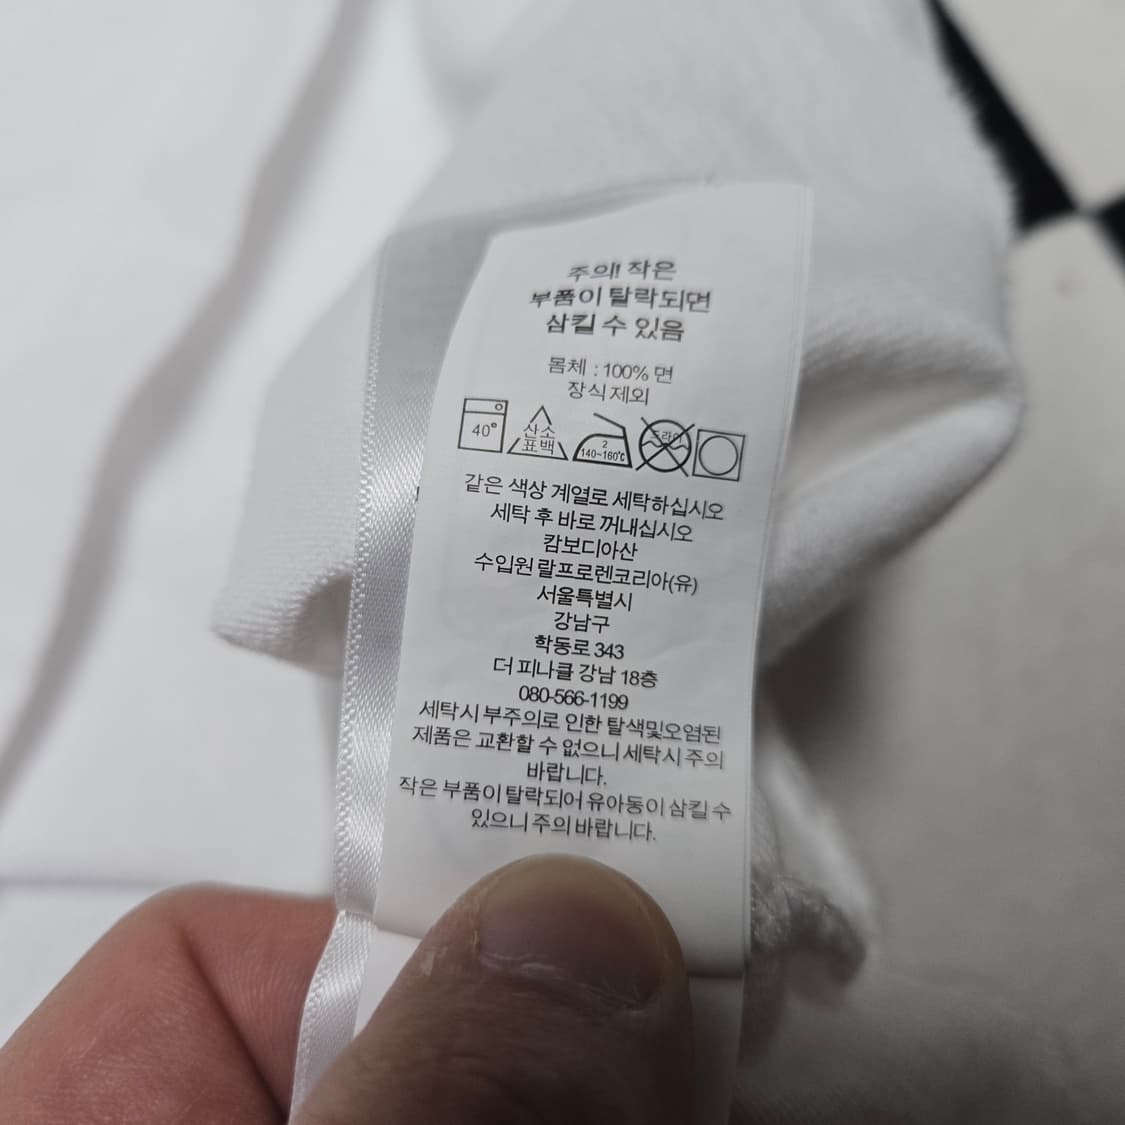 주의! 작은
부품이 탈락되면
삼킬 수 있음
몸체 : 100% 면
장식 제외
40°
산소
표백
2
140~160℃
드라이
같은 색상 계열로 세탁하십시오
세탁 후 바로 꺼내십시오
캄보디아산
수입원 랄프로렌코리아(유)
서울특별시
강남구
학동로 343
더 피나클 강남 18층
080-566-1199
세탁시 부주의로 인한 탈색및오염된
제품은 교환할 수 없으니 세탁시 주의
바랍니다.
작은 부품이 탈락되어 유아동이 삼킬 수
있으니 주의 바랍니다.